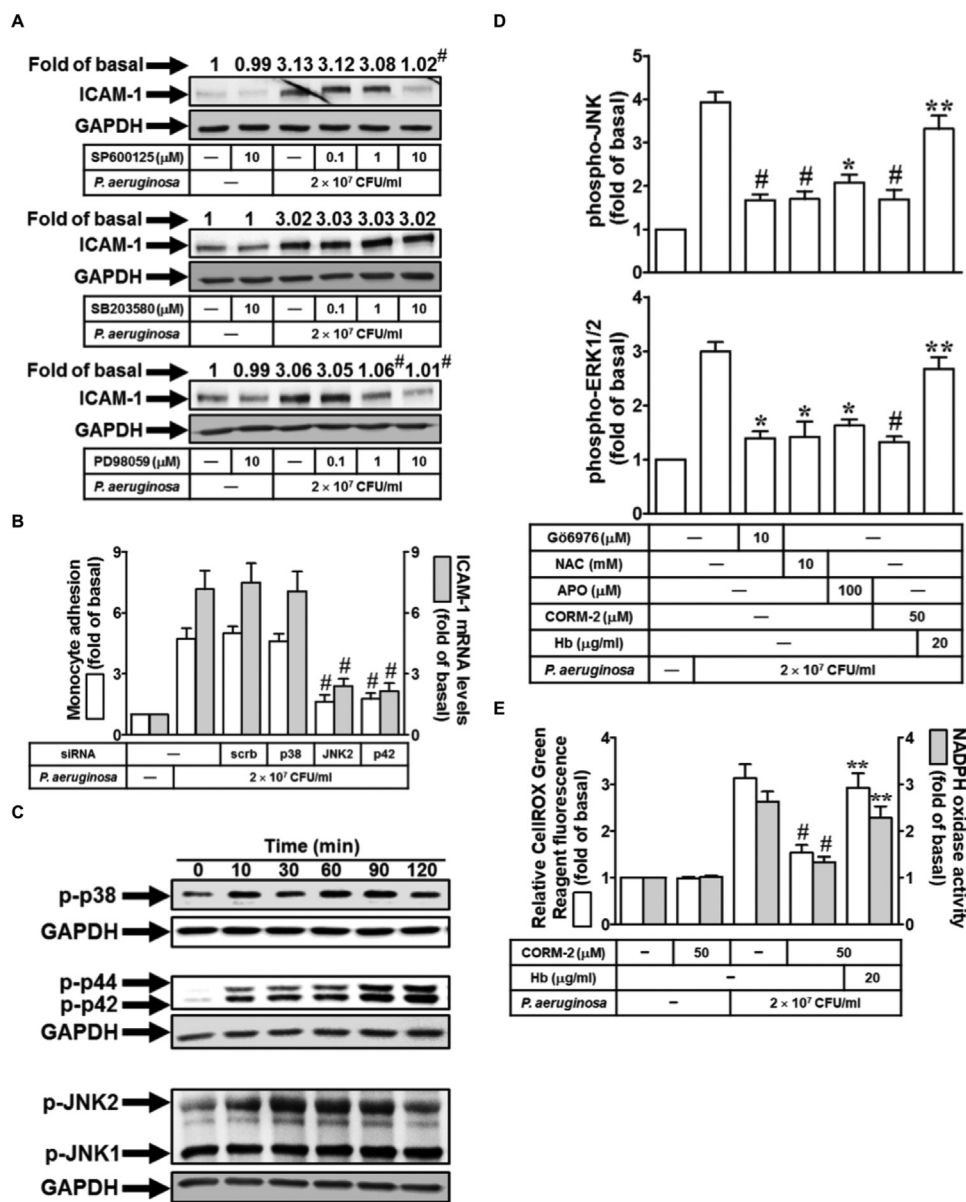 A
Fold of basal 1 0.99 3.13 3.12 3.08 1.02#
ICAM-1
GAPDH
SP600125 (μM) — 10 — 0.1 1 10
P. aeruginosa — 2 × 10⁷ CFU/ml
Fold of basal 1 1 3.02 3.03 3.03 3.02
ICAM-1
GAPDH
SB203580 (μM) — 10 — 0.1 1 10
P. aeruginosa — 2 × 10⁷ CFU/ml
Fold of basal 1 0.99 3.06 3.05 1.06# 1.01#
ICAM-1
GAPDH
PD98059 (μM) — 10 — 0.1 1 10
P. aeruginosa — 2 × 10⁷ CFU/ml
B
Monocyte adhesion
(fold of basal)
9
6
3
0
# # # #
9
6
3
0
ICAM-1 mRNA levels
(fold of basal)
siRNA — scrb p38 JNK2 p42
P. aeruginosa — 2 × 10⁷ CFU/ml
C
Time (min)
0 10 30 60 90 120
p-p38
GAPDH
p-p44
p-p42
GAPDH
p-JNK2
p-JNK1
GAPDH
D
phospho-JNK
(fold of basal)
5
4
3
2
1
0
# # * # **
phospho-ERK1/2
(fold of basal)
4
3
2
1
0
* * * # **
Gö6976 (μM) — 10 —
NAC (mM) — 10 —
APO (μM) — 100 —
CORM-2 (μM) — 50
Hb (μg/ml) — 20
P. aeruginosa — 2 × 10⁷ CFU/ml
E
Relative CellROX Green
Reagent fluorescence
(fold of basal)
4
3
2
1
0
# # ** **
4
3
2
1
0
NADPH oxidase activity
(fold of basal)
CORM-2 (μM) – 50 – 50
Hb (μg/ml) – 20
P. aeruginosa – 2 × 10⁷ CFU/ml